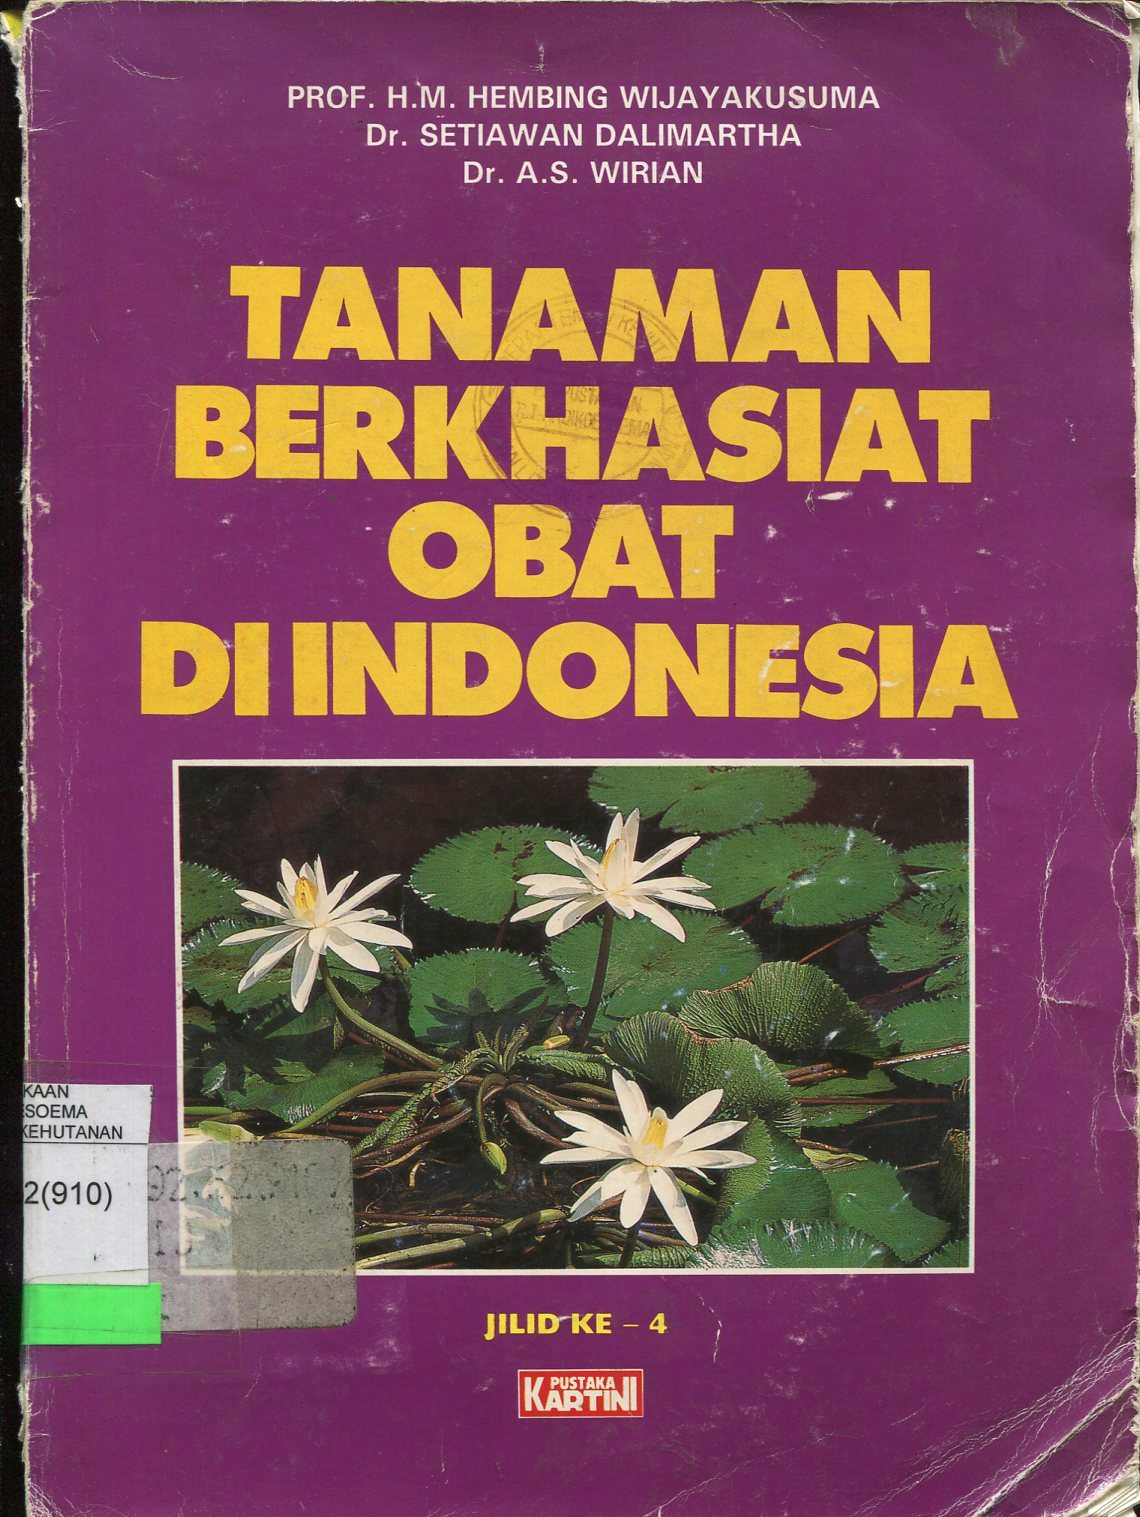 PROF. H.M. HEMBING WIJAYAKUSUMA
Dr. SETIAWAN DALIMARTHA
Dr. A.S. WIRIAN
TANAMAN
BERKHASIAT
OBAT
DI INDONESIA
KAAN
SOEMA
KEHUTANAN
2(910)
JILID KE – 4
PUSTAKA
KARTINI